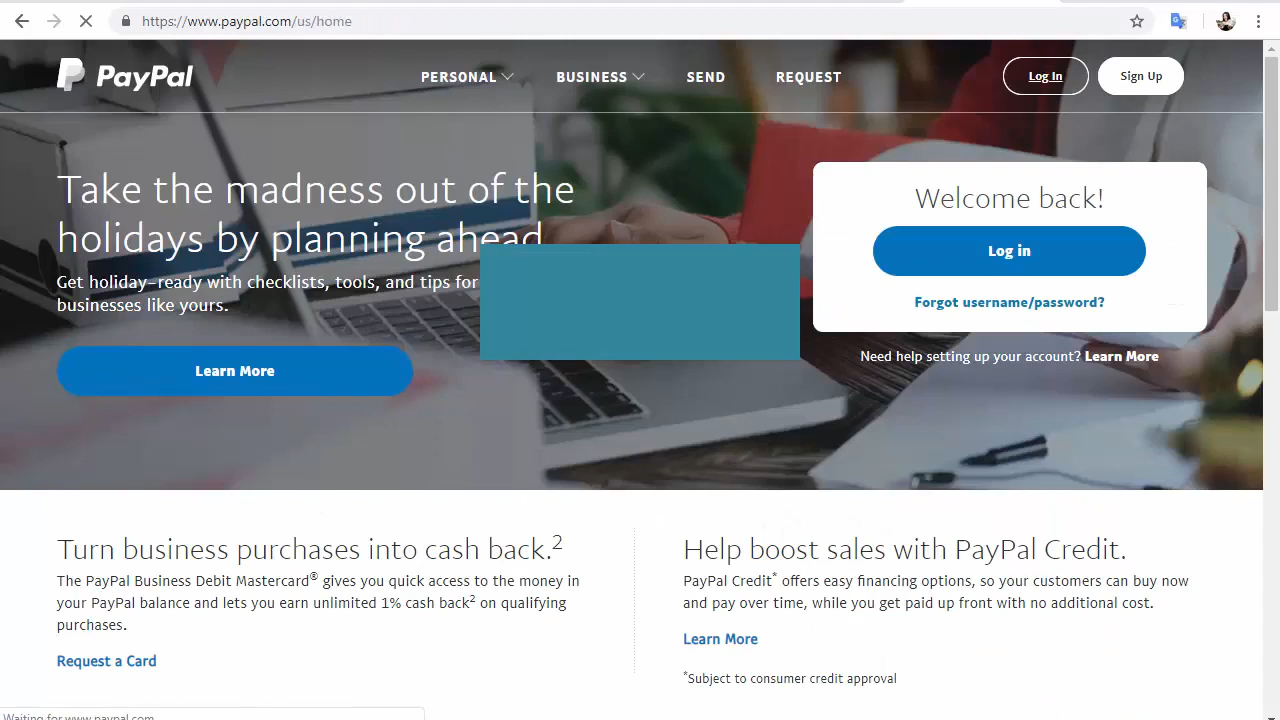 https://www.paypal.com/us/home
PayPal
PERSONAL
BUSINESS
SEND
REQUEST
Log In
Sign Up
Take the madness out of the
holidays by planning ahead
Get holiday-ready with checklists, tools, and tips for
businesses like yours.
Learn More
Welcome back!
Log in
Forgot username/password?
Need help setting up your account? Learn More
Turn business purchases into cash back.2
The PayPal Business Debit Mastercard® gives you quick access to the money in
your PayPal balance and lets you earn unlimited 1% cash back2 on qualifying
purchases.
Request a Card
Help boost sales with PayPal Credit.
PayPal Credit* offers easy financing options, so your customers can buy now
and pay over time, while you get paid up front with no additional cost.
Learn More
*Subject to consumer credit approval
Waiting for www.paypal.com